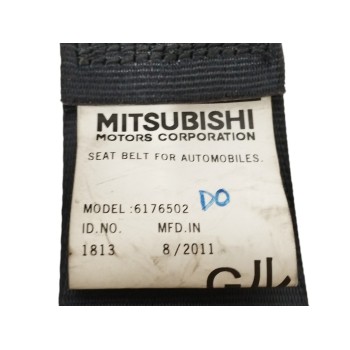 MITSUBISHI
MOTORS CORPORATION
SEAT BELT FOR AUTOMOBILES.
MODEL :6176502 DO
ID.NO. MFD.IN
1813 8/2011